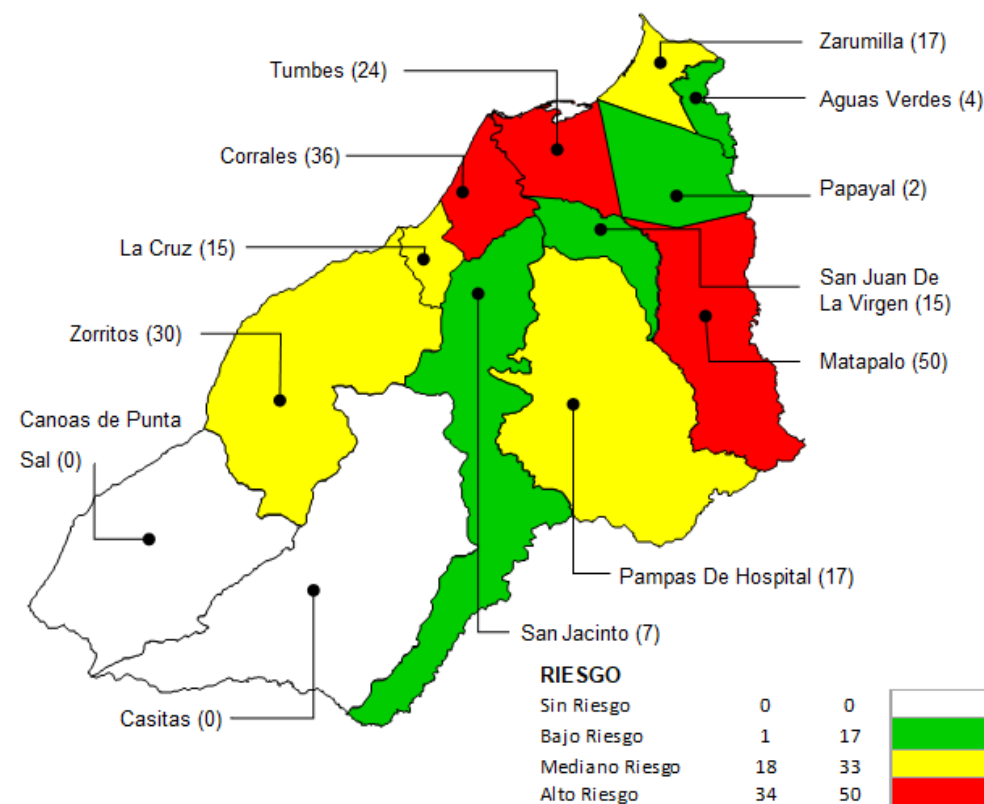 Zarumilla (17)
Tumbes (24)
Aguas Verdes (4)
Corrales (36)
Papayal (2)
La Cruz (15)
San Juan De
La Virgen (15)
Zorritos (30)
Matapalo (50)
Canoas de Punta
Sal (0)
Pampas De Hospital (17)
San Jacinto (7)
Casitas (0)
RIESGO
Sin Riesgo 0 0
Bajo Riesgo 1 17
Mediano Riesgo 18 33
Alto Riesgo 34 50